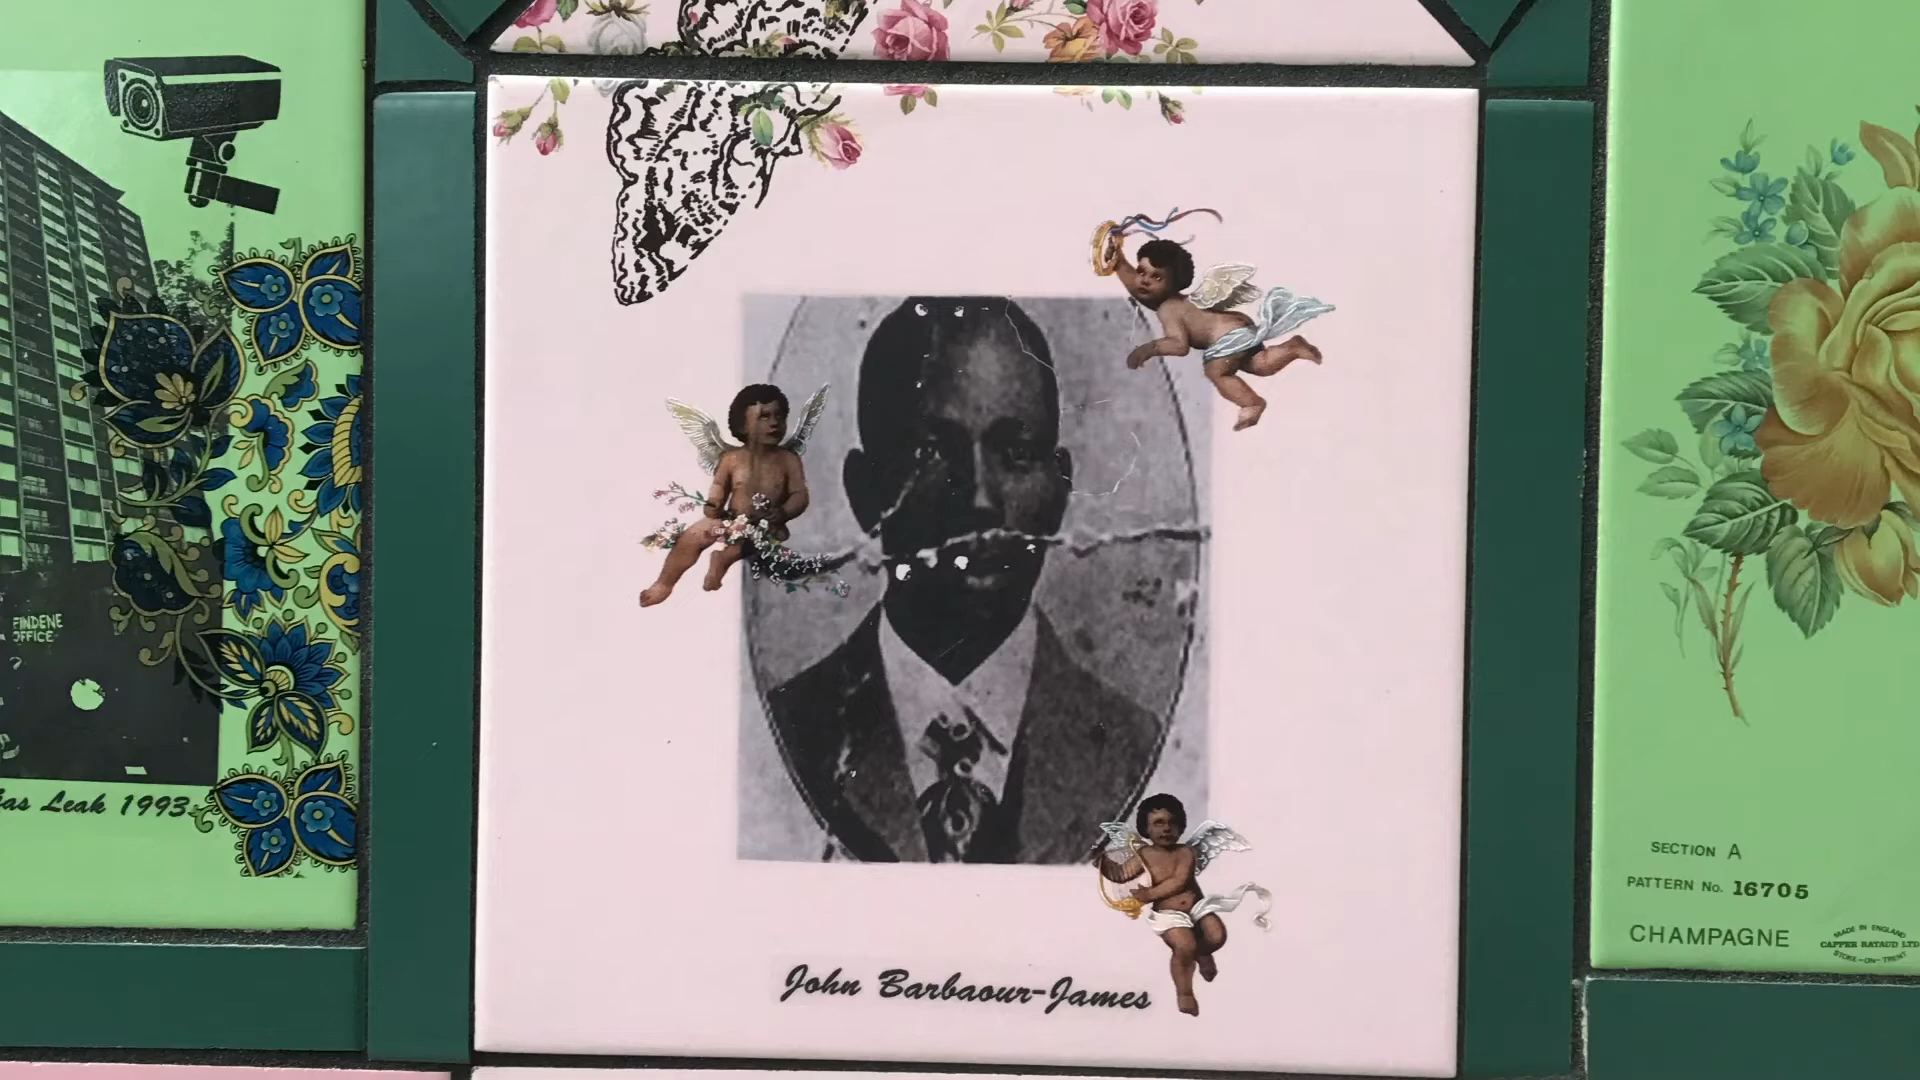 FINDENE
OFFICE
Gas Leak 1993
John Barbaour-James
SECTION A
PATTERN No. 16705
CHAMPAGNE
MADE IN ENGLAND
CAPPER RATAUD LTD
STOKE-ON-TRENT